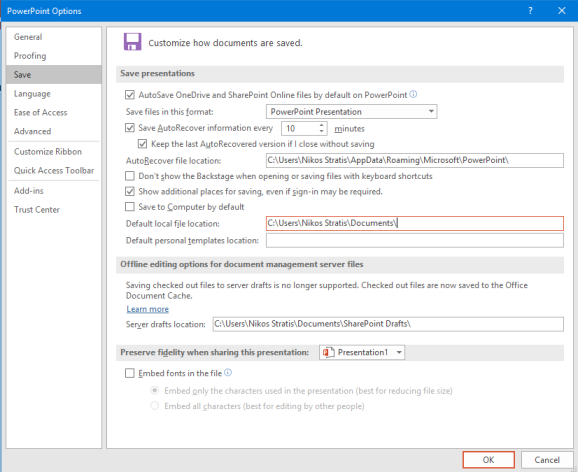 PowerPoint Options
?
General
Proofing
Save
Language
Ease of Access
Advanced
Customize Ribbon
Quick Access Toolbar
Add-ins
Trust Center
Customize how documents are saved.
Save presentations
AutoSave OneDrive and SharePoint Online files by default on PowerPoint
Save files in this format: PowerPoint Presentation
Save AutoRecover information every 10 minutes
Keep the last AutoRecovered version if I close without saving
AutoRecover file location: C:\Users\Nikos Stratis\AppData\Roaming\Microsoft\PowerPoint\
Don't show the Backstage when opening or saving files with keyboard shortcuts
Show additional places for saving, even if sign-in may be required.
Save to Computer by default
Default local file location: C:\Users\Nikos Stratis\Documents\
Default personal templates location:
Offline editing options for document management server files
Saving checked out files to server drafts is no longer supported. Checked out files are now saved to the Office
Document Cache.
Learn more
Server drafts location: C:\Users\Nikos Stratis\Documents\SharePoint Drafts\
Preserve fidelity when sharing this presentation: Presentation1
Embed fonts in the file
Embed only the characters used in the presentation (best for reducing file size)
Embed all characters (best for editing by other people)
OK
Cancel